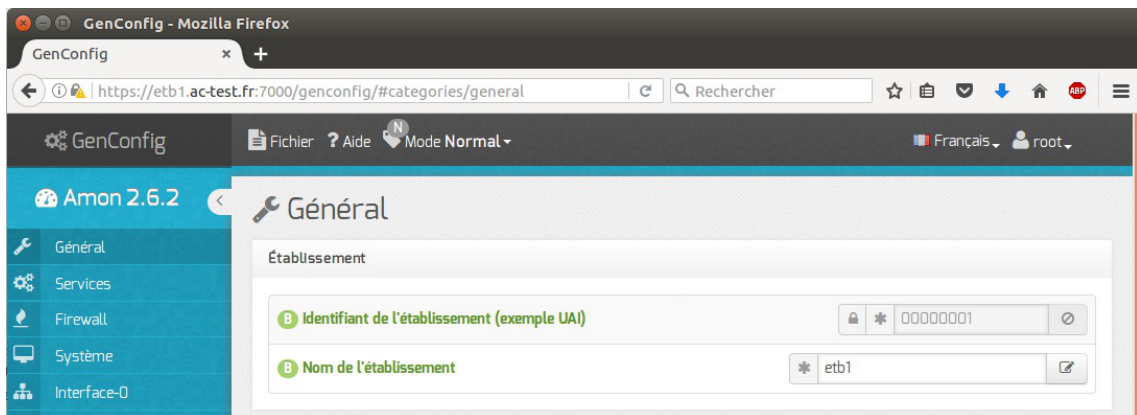 GenConfig - Mozilla Firefox
GenConfig
https://etb1.ac-test.fr:7000/genconfig/#categories/general
Rechercher
ABP
GenConfig
Fichier ? Aide N Mode Normal
Français root
Amon 2.6.2
Général
Établissement
Général
Services
Firewall
Système
Interface-0
B Identifiant de l'établissement (exemple UAI)
* 00000001
B Nom de l'établissement
* etb1